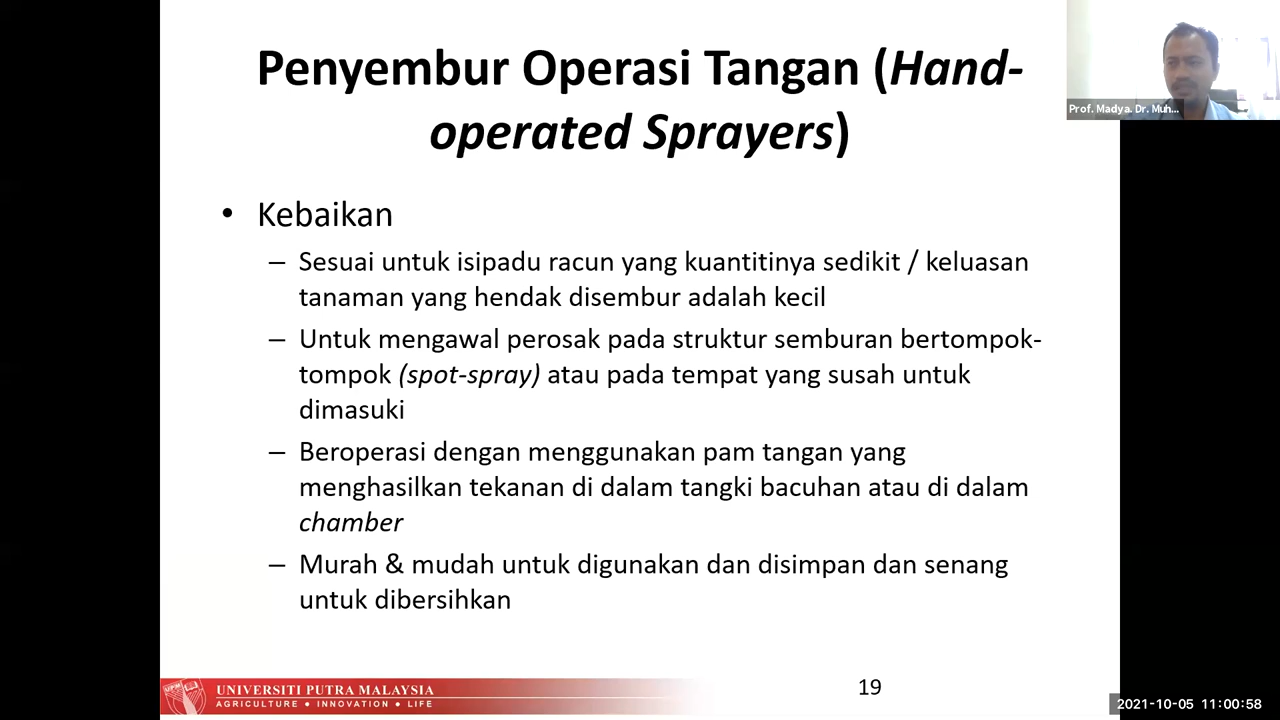 Penyembur Operasi Tangan (Hand-
operated Sprayers)
Prof. Madya. Dr. Muh...
• Kebaikan
– Sesuai untuk isipadu racun yang kuantitinya sedikit / keluasan
tanaman yang hendak disembur adalah kecil
– Untuk mengawal perosak pada struktur semburan bertompok-
tompok (spot-spray) atau pada tempat yang susah untuk
dimasuki
– Beroperasi dengan menggunakan pam tangan yang
menghasilkan tekanan di dalam tangki bacuhan atau di dalam
chamber
– Murah & mudah untuk digunakan dan disimpan dan senang
untuk dibersihkan
UPM
UNIVERSITI PUTRA MALAYSIA
AGRICULTURE • INNOVATION • LIFE
19
2021-10-05 11:00:58